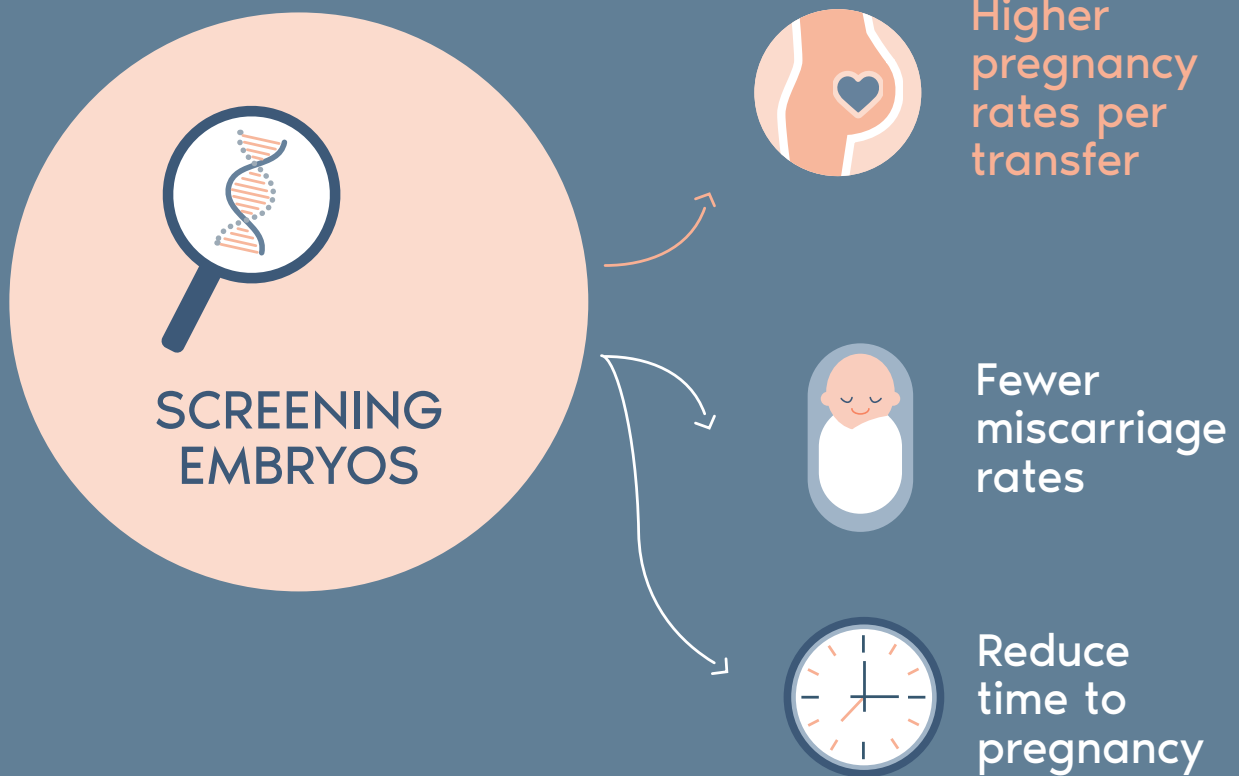 SCREENING
EMBRYOS
Higher
pregnancy
rates per
transfer
Fewer
miscarriage
rates
Reduce
time to
pregnancy